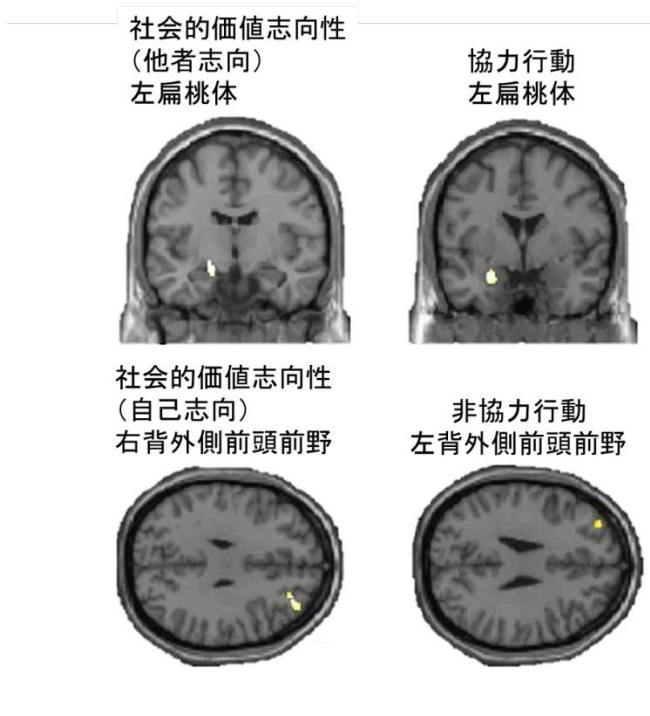 社会的価値志向性
（他者志向）
左扁桃体
協力行動
左扁桃体
社会的価値志向性
（自己志向）
右背外側前頭前野
非協力行動
左背外側前頭前野